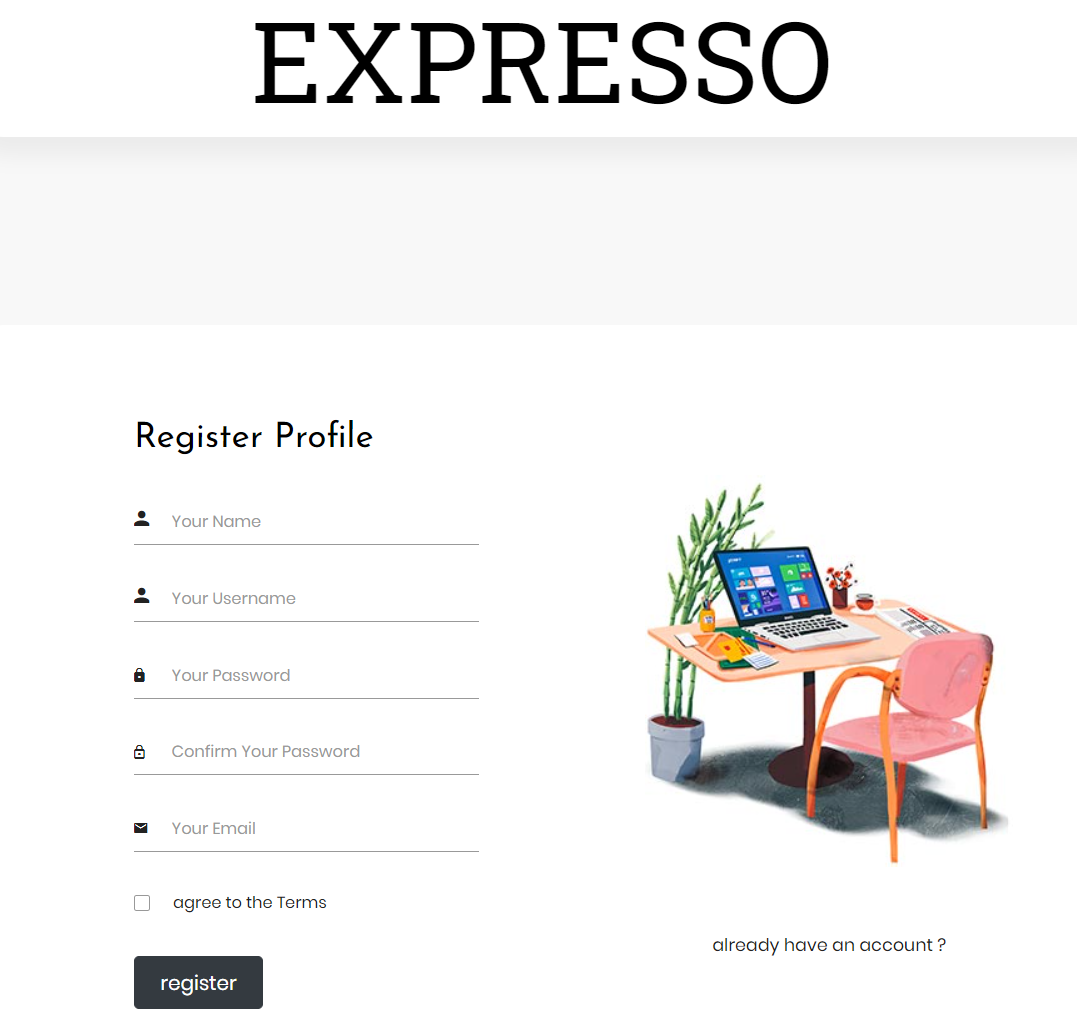 EXPRESSO
Register Profile
Your Name
Your Username
Your Password
Confirm Your Password
Your Email
agree to the Terms
register
already have an account ?